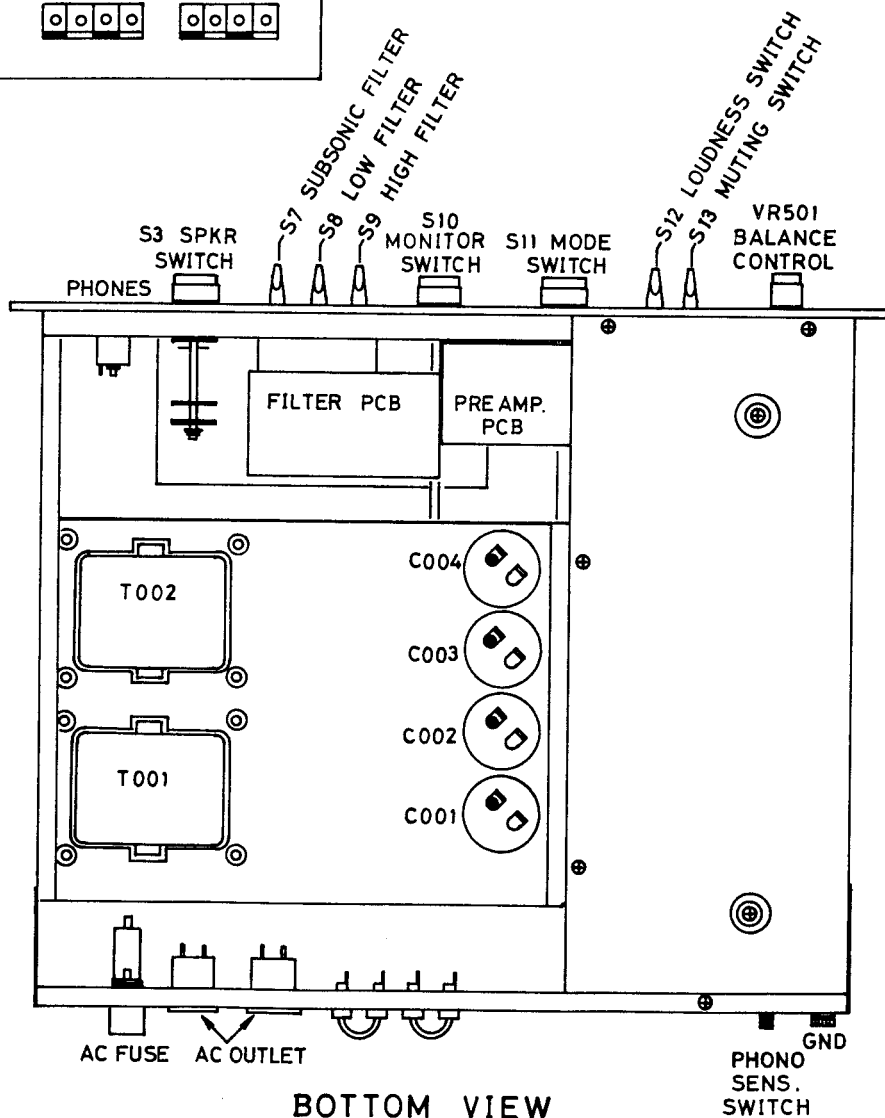 S7 SUBSONIC FILTER
S8 LOW FILTER
S9 HIGH FILTER
S12 LOUDNESS SWITCH
S13 MUTING SWITCH
S3 SPKR
SWITCH
S10
MONITOR
SWITCH
S11 MODE
SWITCH
VR501
BALANCE
CONTROL
PHONES
FILTER PCB
PRE AMP.
PCB
T002
C004
C003
C002
T001
C001
AC FUSE
AC OUTLET
GND
PHONO
SENS.
SWITCH
BOTTOM VIEW